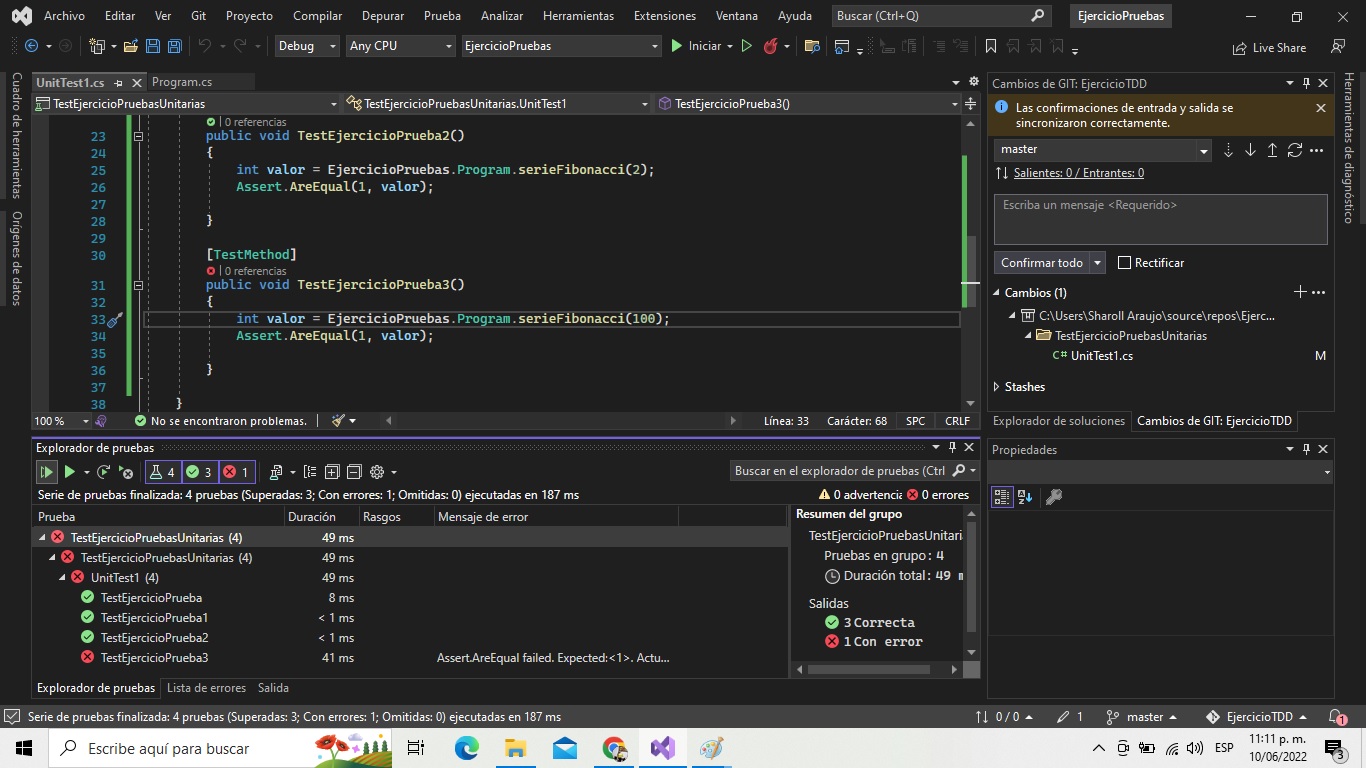 Archivo Editar Ver Git Proyecto Compilar Depurar Prueba Analizar Herramientas Extensiones Ventana Ayuda Buscar (Ctrl+Q) EjercicioPruebas
Debug Any CPU EjercicioPruebas Iniciar Live Share
Cuadro de herramientas
Orígenes de datos
UnitTest1.cs Program.cs
TestEjercicioPruebasUnitarias TestEjercicioPruebasUnitarias.UnitTest1 TestEjercicioPrueba3()
| 0 referencias
23 public void TestEjercicioPrueba2()
24 {
25 int valor = EjercicioPruebas.Program.serieFibonacci(2);
26 Assert.AreEqual(1, valor);
27
28 }
29
30 [TestMethod]
| 0 referencias
31 public void TestEjercicioPrueba3()
32 {
33 int valor = EjercicioPruebas.Program.serieFibonacci(100);
34 Assert.AreEqual(1, valor);
35
36 }
37
38 }
100 % No se encontraron problemas. Línea: 33 Carácter: 68 SPC CRLF
Explorador de pruebas
4 3 1 Buscar en el explorador de pruebas (Ctrl
Serie de pruebas finalizada: 4 pruebas (Superadas: 3; Con errores: 1; Omitidas: 0) ejecutadas en 187 ms 0 advertencia 0 errores
Prueba Duración Rasgos Mensaje de error
TestEjercicioPruebasUnitarias (4) 49 ms
TestEjercicioPruebasUnitarias (4) 49 ms
UnitTest1 (4) 49 ms
TestEjercicioPrueba 8 ms
TestEjercicioPrueba1 < 1 ms
TestEjercicioPrueba2 < 1 ms
TestEjercicioPrueba3 41 ms Assert.AreEqual failed. Expected:<1>. Actu...
Resumen del grupo
TestEjercicioPruebasUnitaria
Pruebas en grupo: 4
Duración total: 49
Salidas
3 Correcta
1 Con error
Explorador de pruebas Lista de errores Salida
Cambios de GIT: EjercicioTDD
Las confirmaciones de entrada y salida se
sincronizaron correctamente.
master
Salientes: 0 / Entrantes: 0
Escriba un mensaje <Requerido>
Confirmar todo Rectificar
Cambios (1)
C:\Users\Sharoll Araujo\source\repos\Ejerc...
TestEjercicioPruebasUnitarias
C# UnitTest1.cs M
Stashes
Explorador de soluciones Cambios de GIT: EjercicioTDD
Propiedades
Herramientas de diagnóstico
Serie de pruebas finalizada: 4 pruebas (Superadas: 3; Con errores: 1; Omitidas: 0) ejecutadas en 187 ms 0 / 0 1 master EjercicioTDD 1
Escribe aquí para buscar ESP 11:11 p. m.
10/06/2022 3